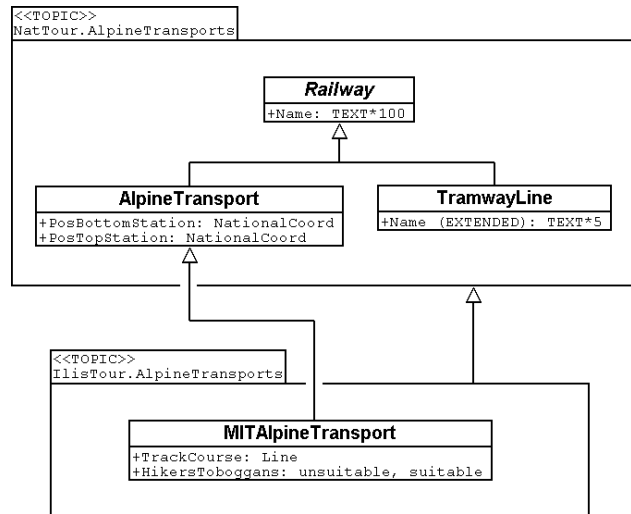 <<TOPIC>>
NatTour.AlpineTransports
Railway
+Name: TEXT*100
AlpineTransport
+PosBottomStation: NationalCoord
+PosTopStation: NationalCoord
TramwayLine
+Name (EXTENDED): TEXT*5
<<TOPIC>>
IlisTour.AlpineTransports
MITAlpineTransport
+TrackCourse: Line
+HikersToboggans: unsuitable, suitable